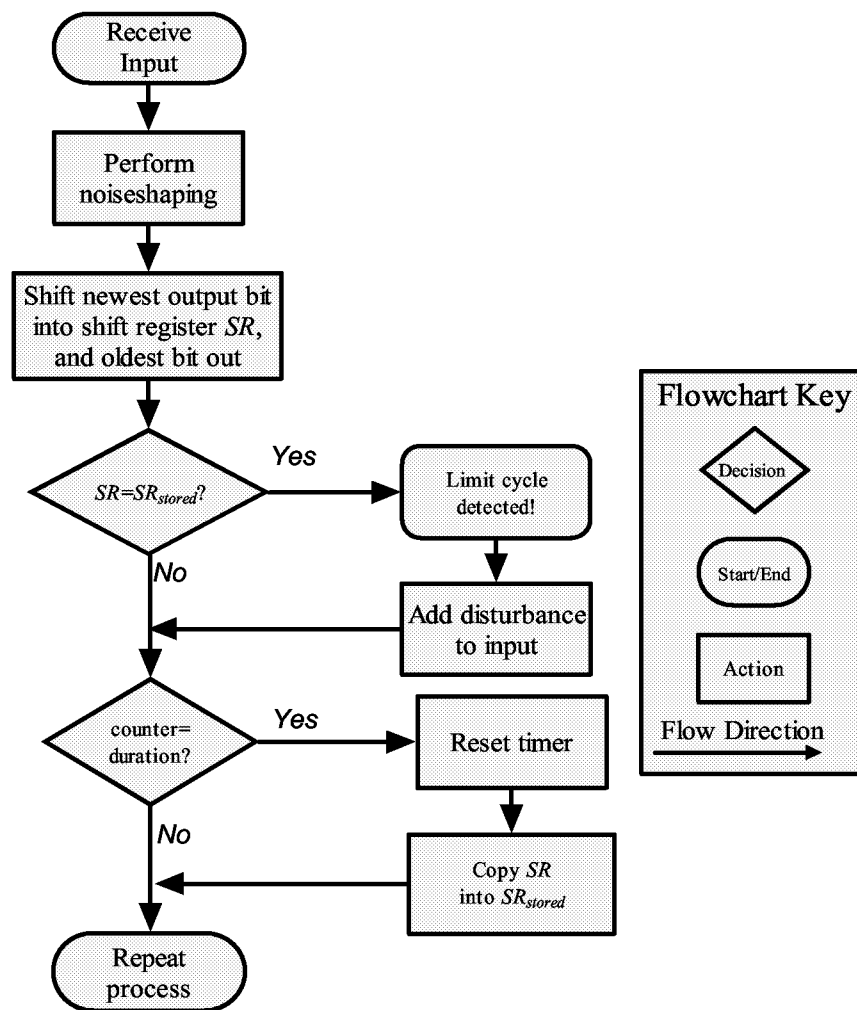 Receive
Input
Perform
noiseshaping
Shift newest output bit
into shift register SR,
and oldest bit out
SR=SRstored?
Yes
Limit cycle
detected!
No
Add disturbance
to input
counter=
duration?
Yes
Reset timer
No
Copy SR
into SRstored
Repeat
process
Flowchart Key
Decision
Start/End
Action
Flow Direction